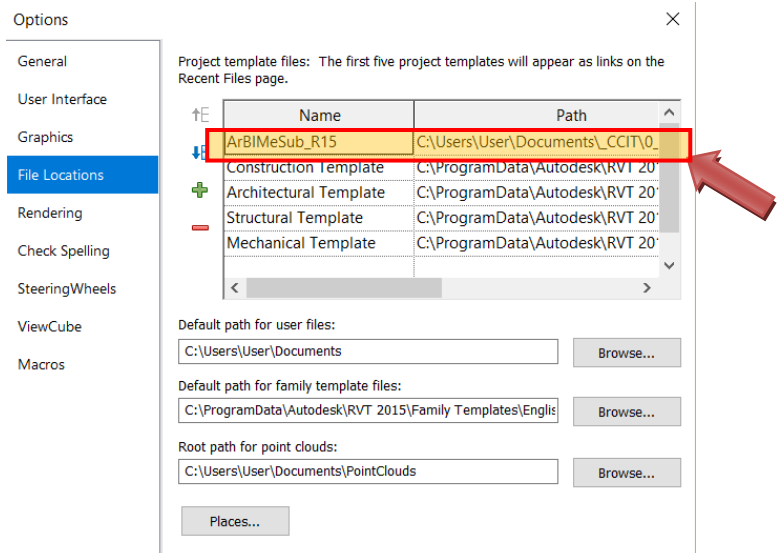 Options
General
User Interface
Graphics
File Locations
Rendering
Check Spelling
SteeringWheels
ViewCube
Macros
Project template files: The first five project templates will appear as links on the
Recent Files page.
Name Path
ArBIMeSub_R15 C:\Users\User\Documents\_CCIT\0_
Construction Template C:\ProgramData\Autodesk\RVT 201
Architectural Template C:\ProgramData\Autodesk\RVT 201
Structural Template C:\ProgramData\Autodesk\RVT 201
Mechanical Template C:\ProgramData\Autodesk\RVT 201
Default path for user files:
C:\Users\User\Documents Browse...
Default path for family template files:
C:\ProgramData\Autodesk\RVT 2015\Family Templates\Englis Browse...
Root path for point clouds:
C:\Users\User\Documents\PointClouds Browse...
Places...